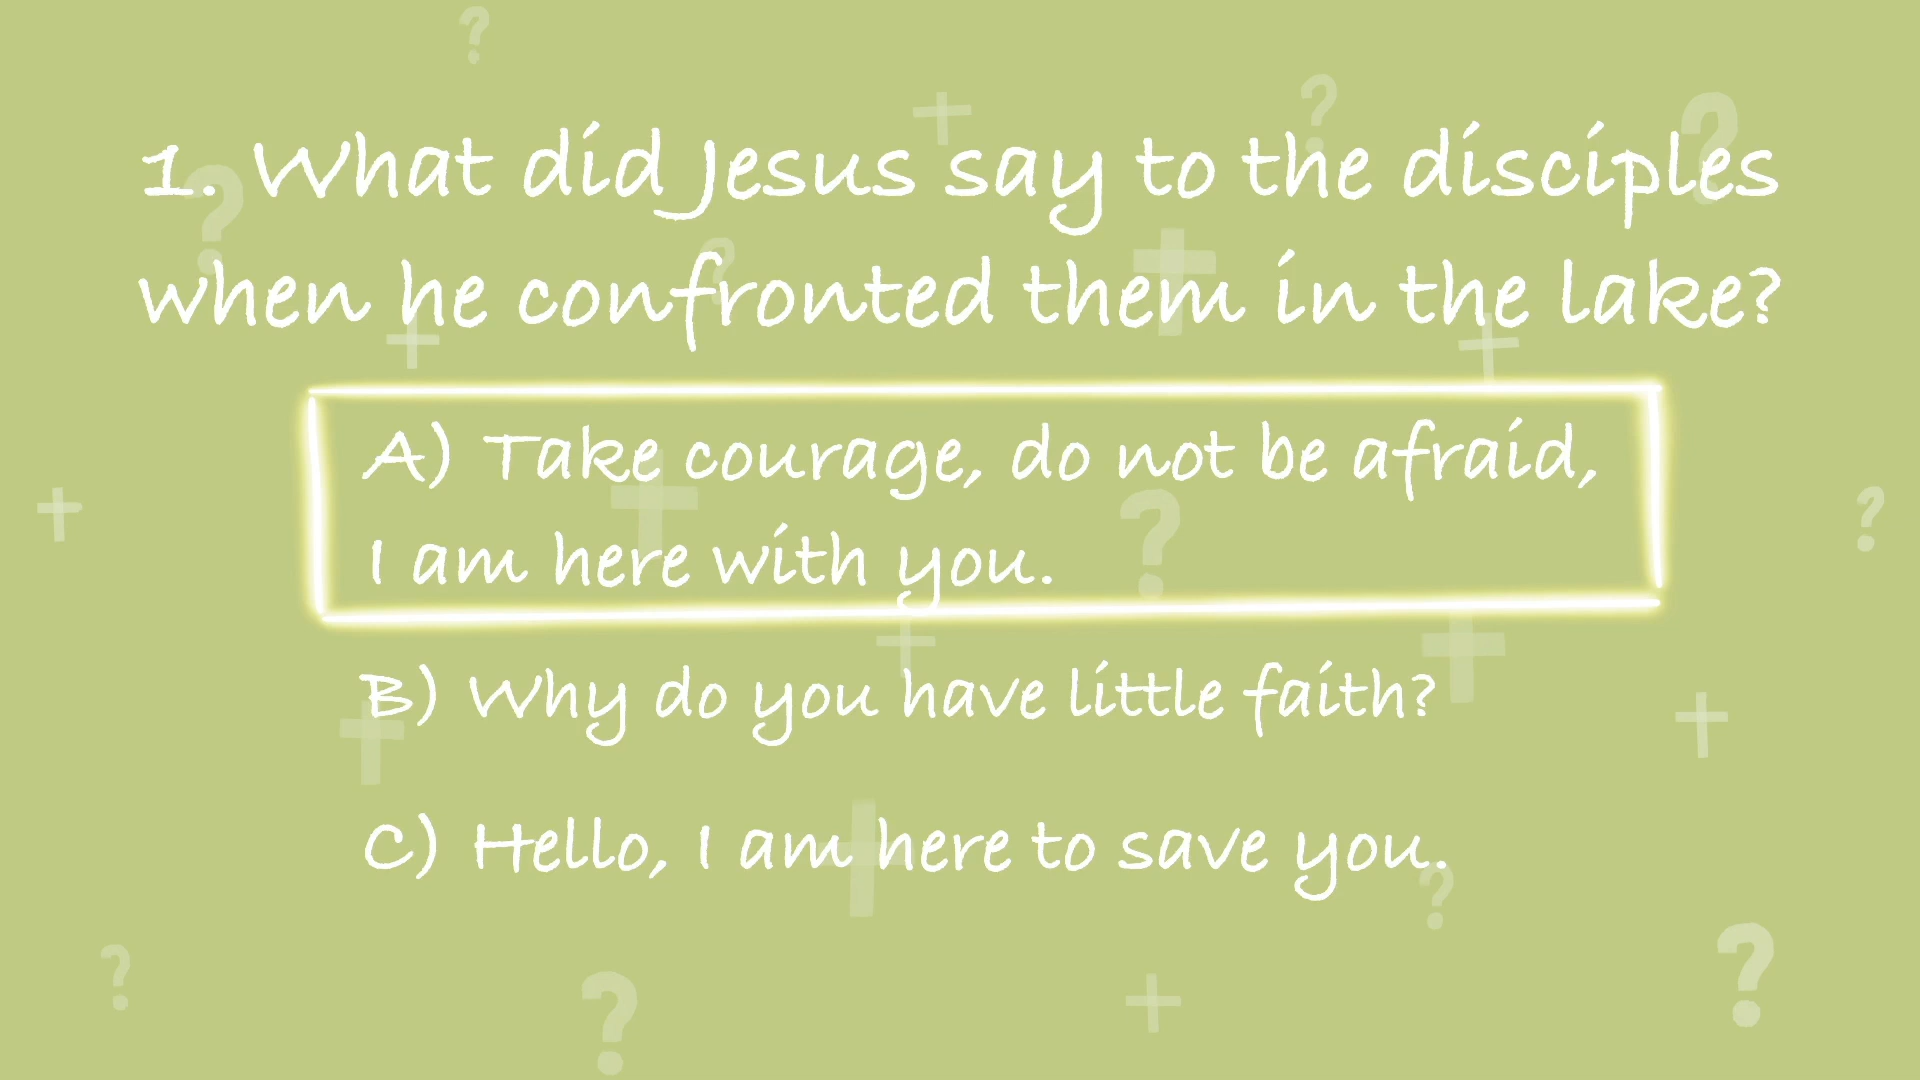 1. What did Jesus say to the disciples
when he confronted them in the lake?
A) Take courage, do not be afraid,
I am here with you.
B) Why do you have little faith?
C) Hello, I am here to save you.